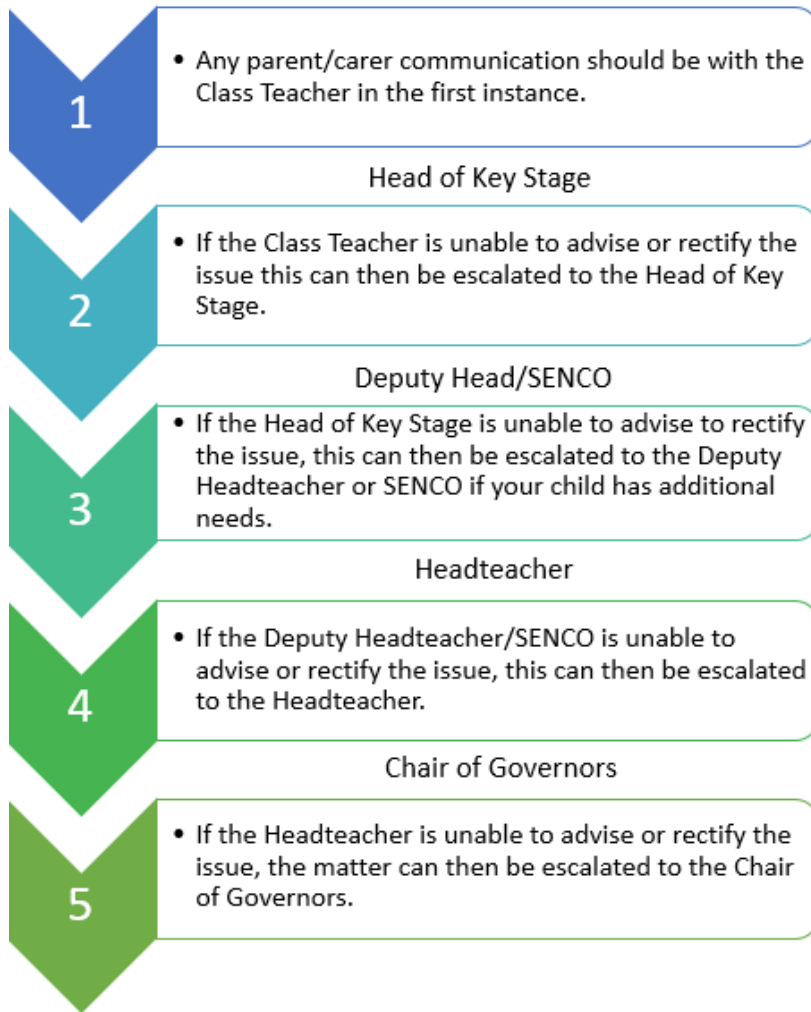 • Any parent/carer communication should be with the
Class Teacher in the first instance.
1
Head of Key Stage
• If the Class Teacher is unable to advise or rectify the
issue this can then be escalated to the Head of Key
Stage.
2
Deputy Head/SENCO
• If the Head of Key Stage is unable to advise to rectify
the issue, this can then be escalated to the Deputy
Headteacher or SENCO if your child has additional
needs.
3
Headteacher
• If the Deputy Headteacher/SENCO is unable to
advise or rectify the issue, this can then be escalated
to the Headteacher.
4
Chair of Governors
• If the Headteacher is unable to advise or rectify the
issue, the matter can then be escalated to the Chair
of Governors.
5